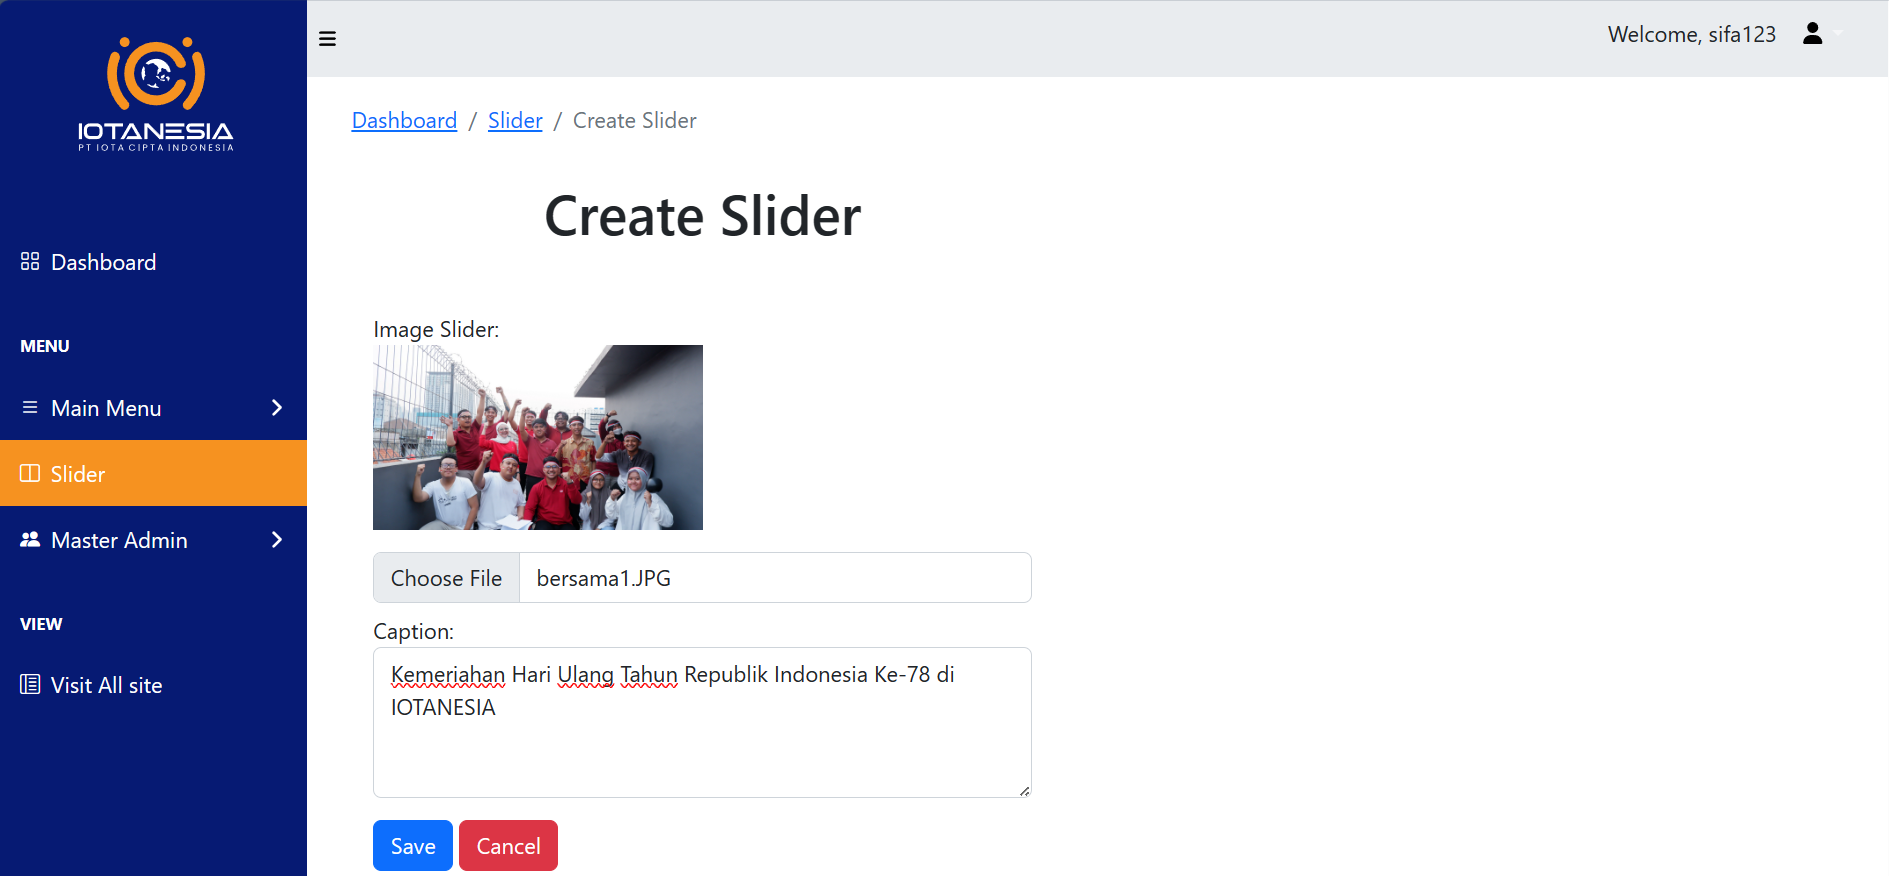 IOTANESIA
PT IOTA CIPTA INDONESIA
Dashboard
MENU
Main Menu
Slider
Master Admin
VIEW
Visit All site
Welcome, sifa123
Dashboard / Slider / Create Slider
Create Slider
Image Slider:
Choose File bersama1.JPG
Caption:
Kemeriahan Hari Ulang Tahun Republik Indonesia Ke-78 di
IOTANESIA
Save Cancel